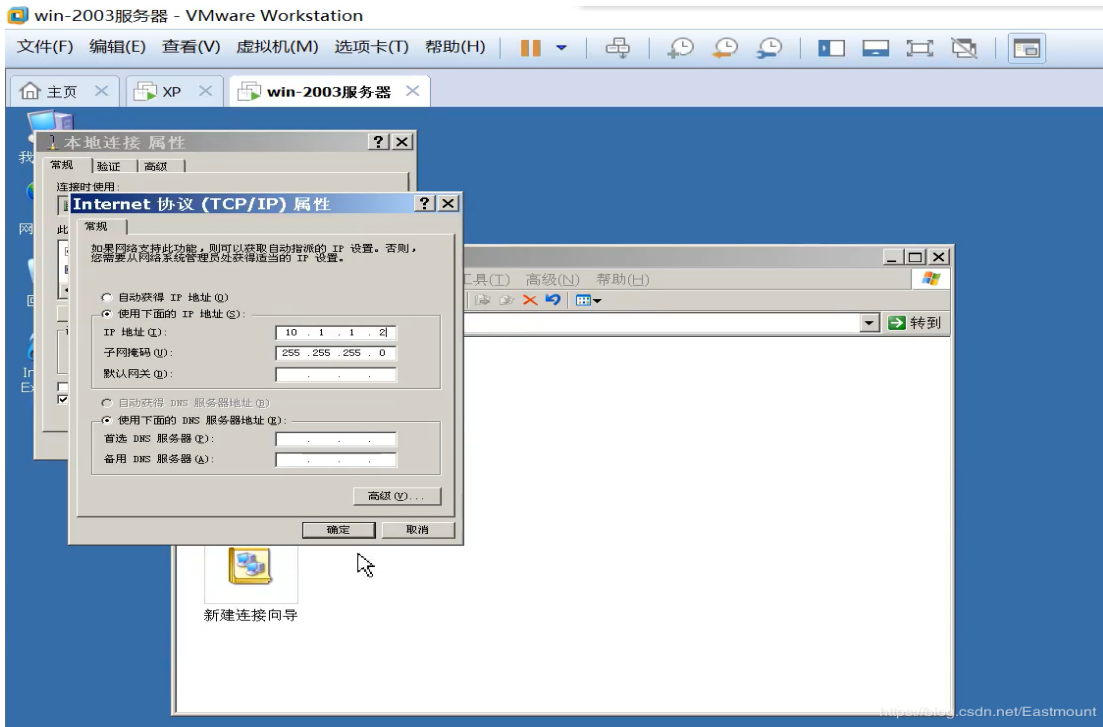 win-2003服务器 - VMware Workstation
文件(F) 编辑(E) 查看(V) 虚拟机(M) 选项卡(T) 帮助(H)
主页 XP win-2003服务器
我
本地连接 属性
常规 验证 高级
连接时使用:
网
此
Internet 协议 (TCP/IP) 属性
常规
如果网络支持此功能，则可以获取自动指派的 IP 设置。否则，
您需要从网络系统管理员处获得适当的 IP 设置。
自动获得 IP 地址(O)
使用下面的 IP 地址(S):
IP 地址(I): 10 . 1 . 1 . 2
子网掩码(U): 255 .255 .255 . 0
默认网关(D): . . .
自动获得 DNS 服务器地址(B)
使用下面的 DNS 服务器地址(E):
首选 DNS 服务器(P): . . .
备用 DNS 服务器(A): . . .
高级(V)...
确定 取消
工具(T) 高级(N) 帮助(H)
转到
In
Ex
新建连接向导
https://blog.csdn.net/Eastmount